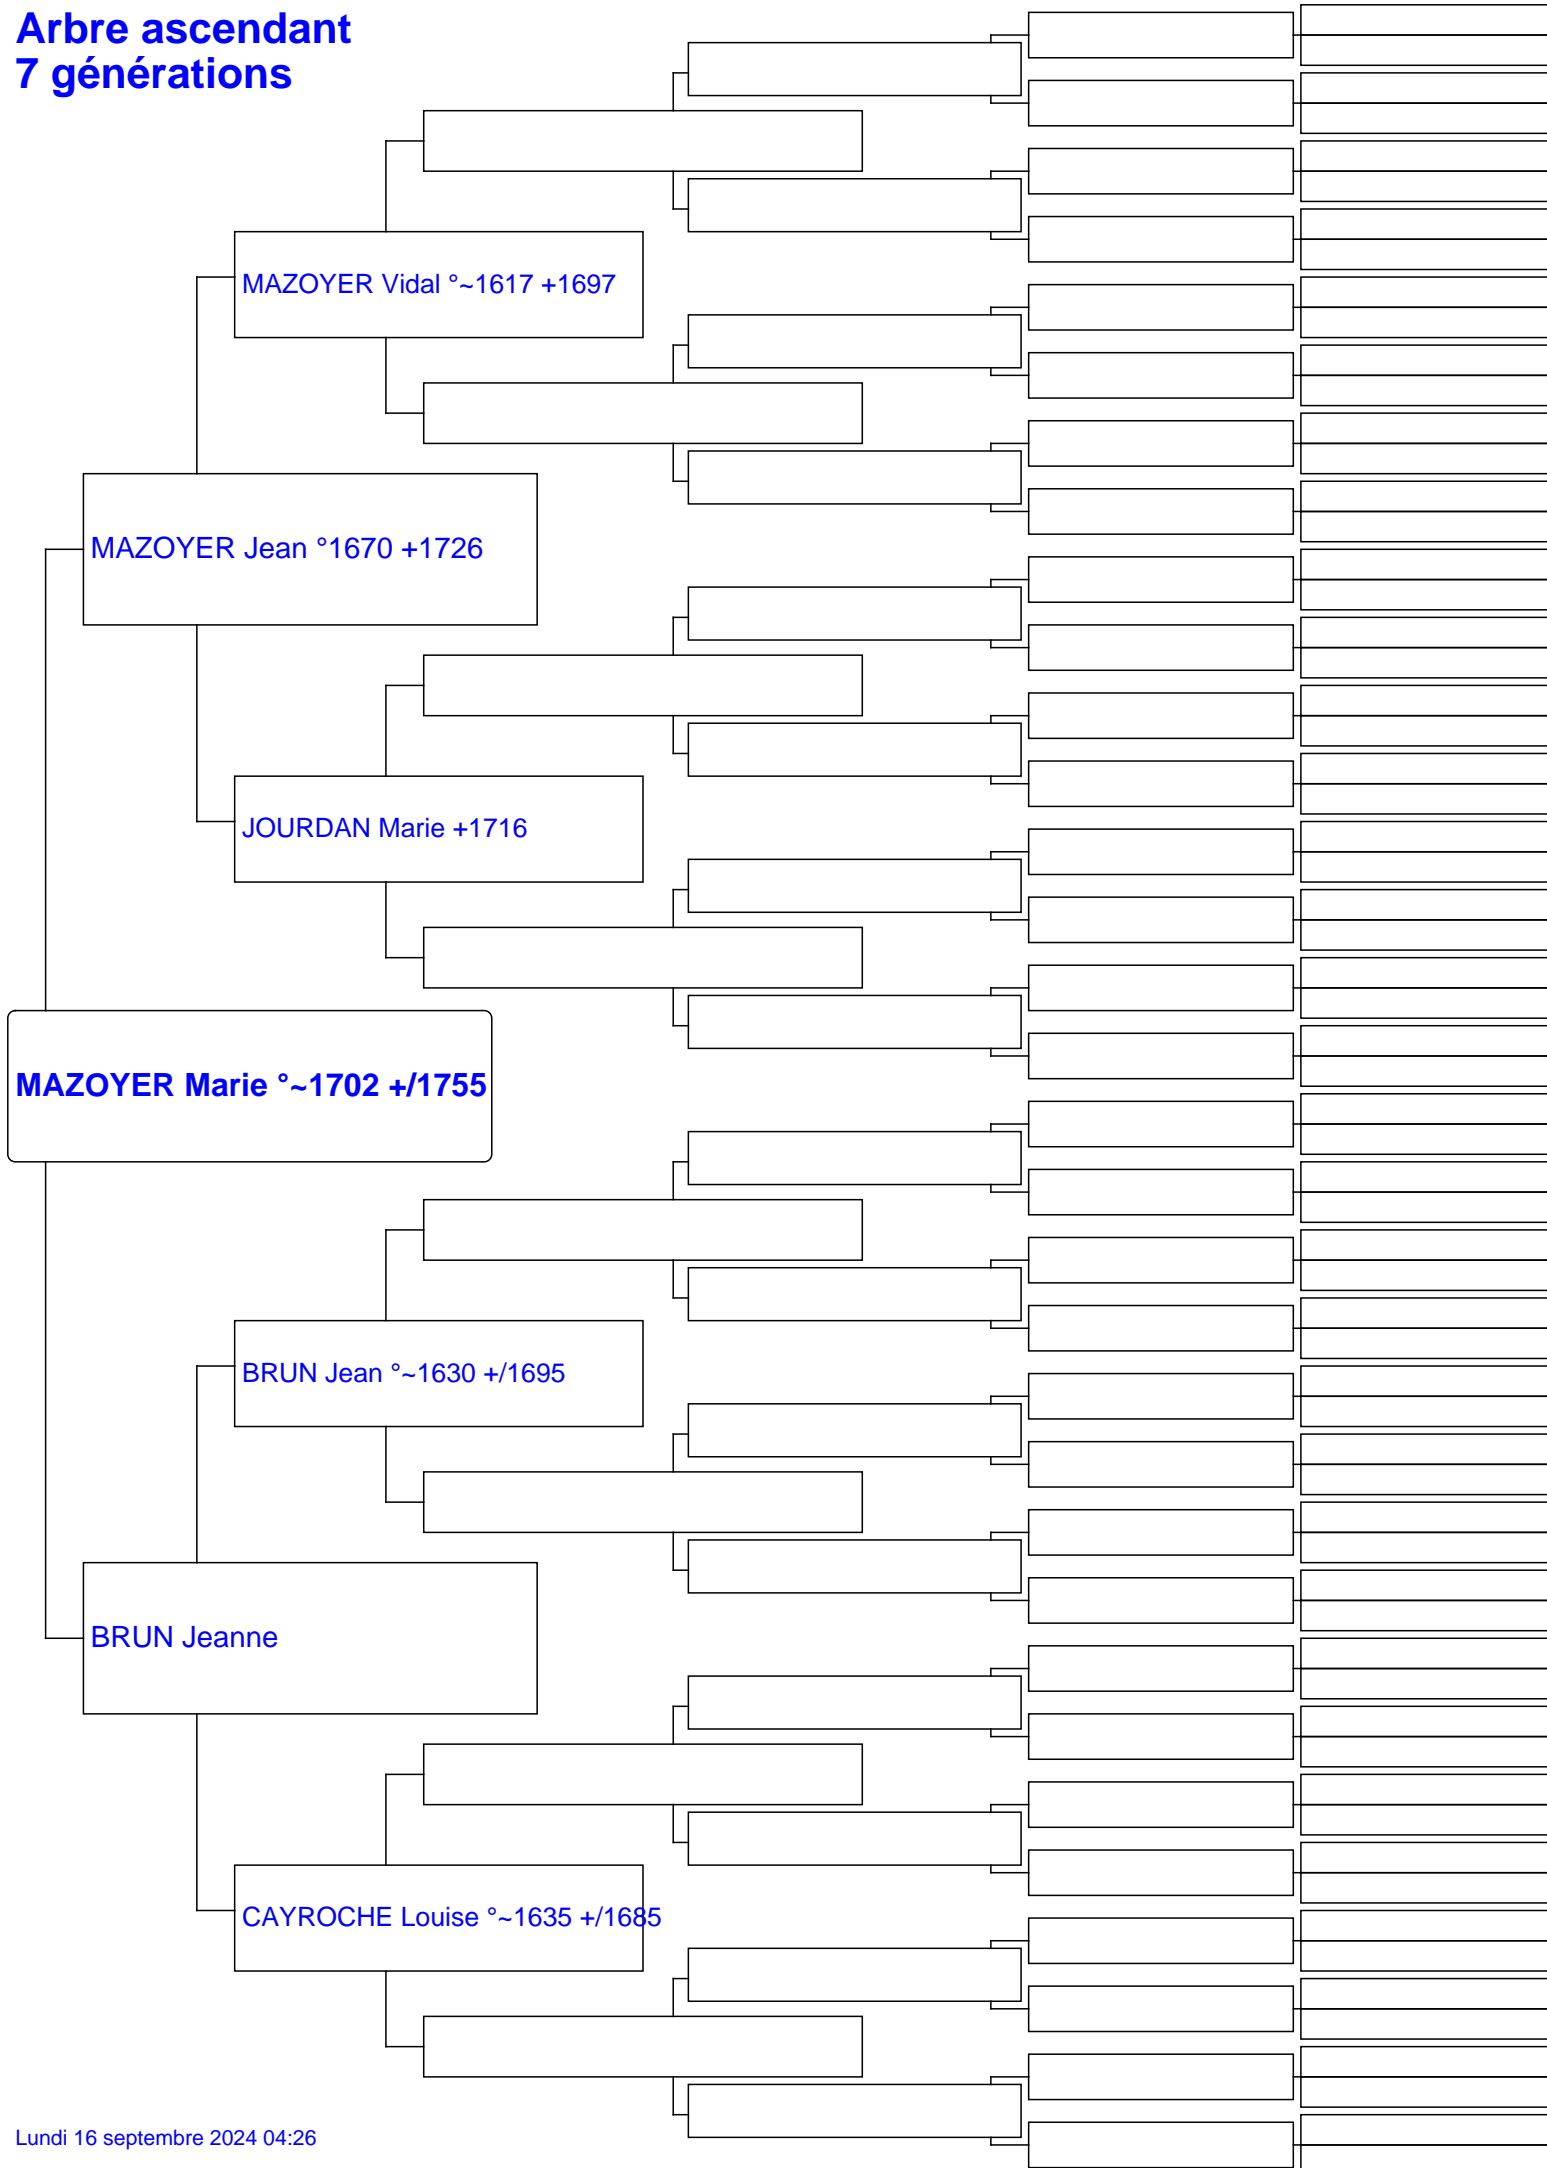 Arbre ascendant
7 générations
MAZOYER Vidal °~1617 +1697
MAZOYER Jean °1670 +1726
JOURDAN Marie +1716
MAZOYER Marie °~1702 +/1755
BRUN Jean °~1630 +/1695
BRUN Jeanne
CAYROCHE Louise °~1635 +/1685
Lundi 16 septembre 2024 04:26